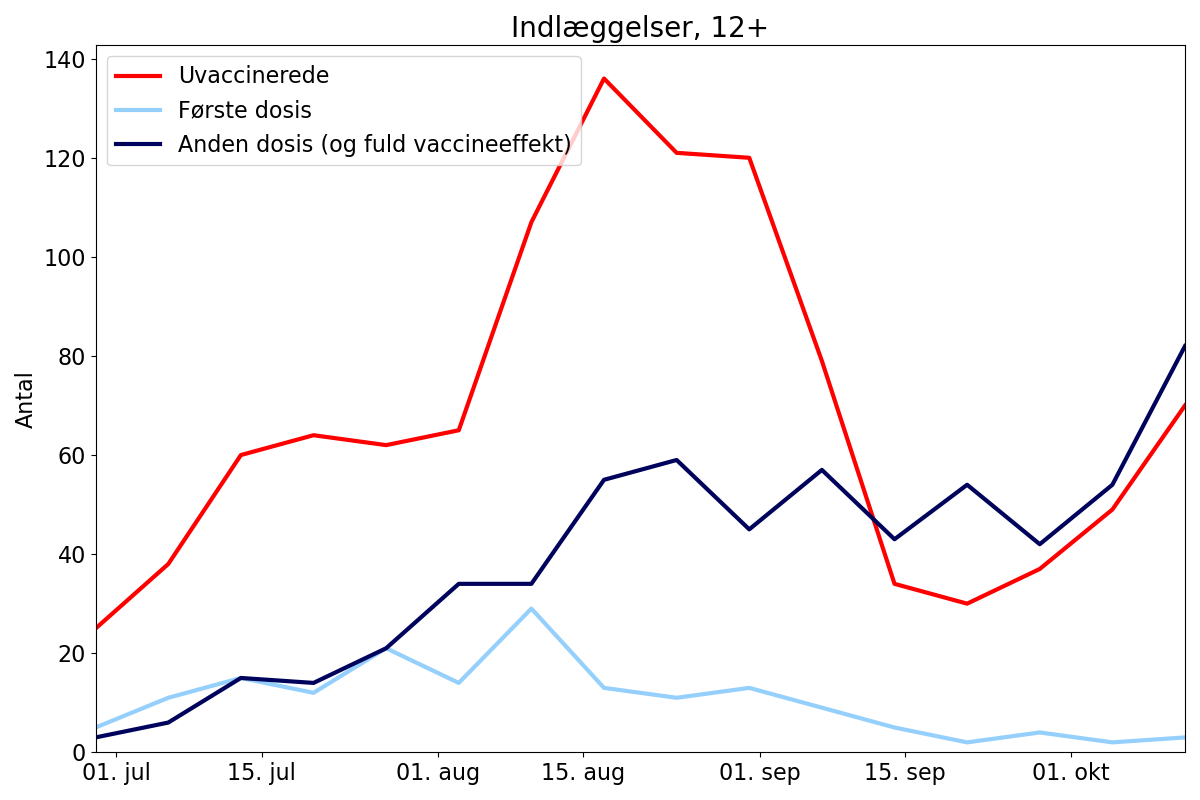 Indlæggelser, 12+
140
120
100
80
60
40
20
0
Antal
Uvaccinerede
Første dosis
Anden dosis (og fuld vaccineeffekt)
01. jul
15. jul
01. aug
15. aug
01. sep
15. sep
01. okt